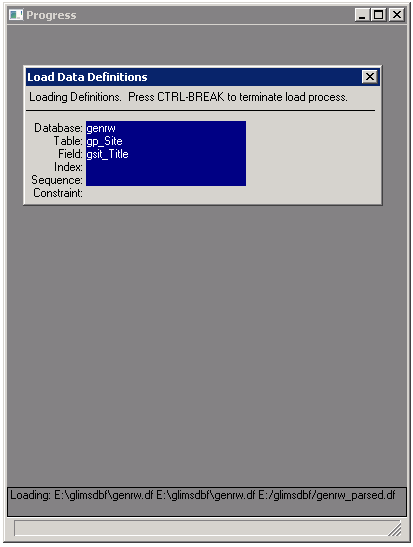 Progress
Load Data Definitions
Loading Definitions. Press CTRL-BREAK to terminate load process.
Database: genrw
Table: gp_Site
Field: gsit_Title
Index:
Sequence:
Constraint:
Loading: E:\glimsdbf\genrw.df E:\glimsdbf\genrw.df E:/glimsdbf/genrw_parsed.df